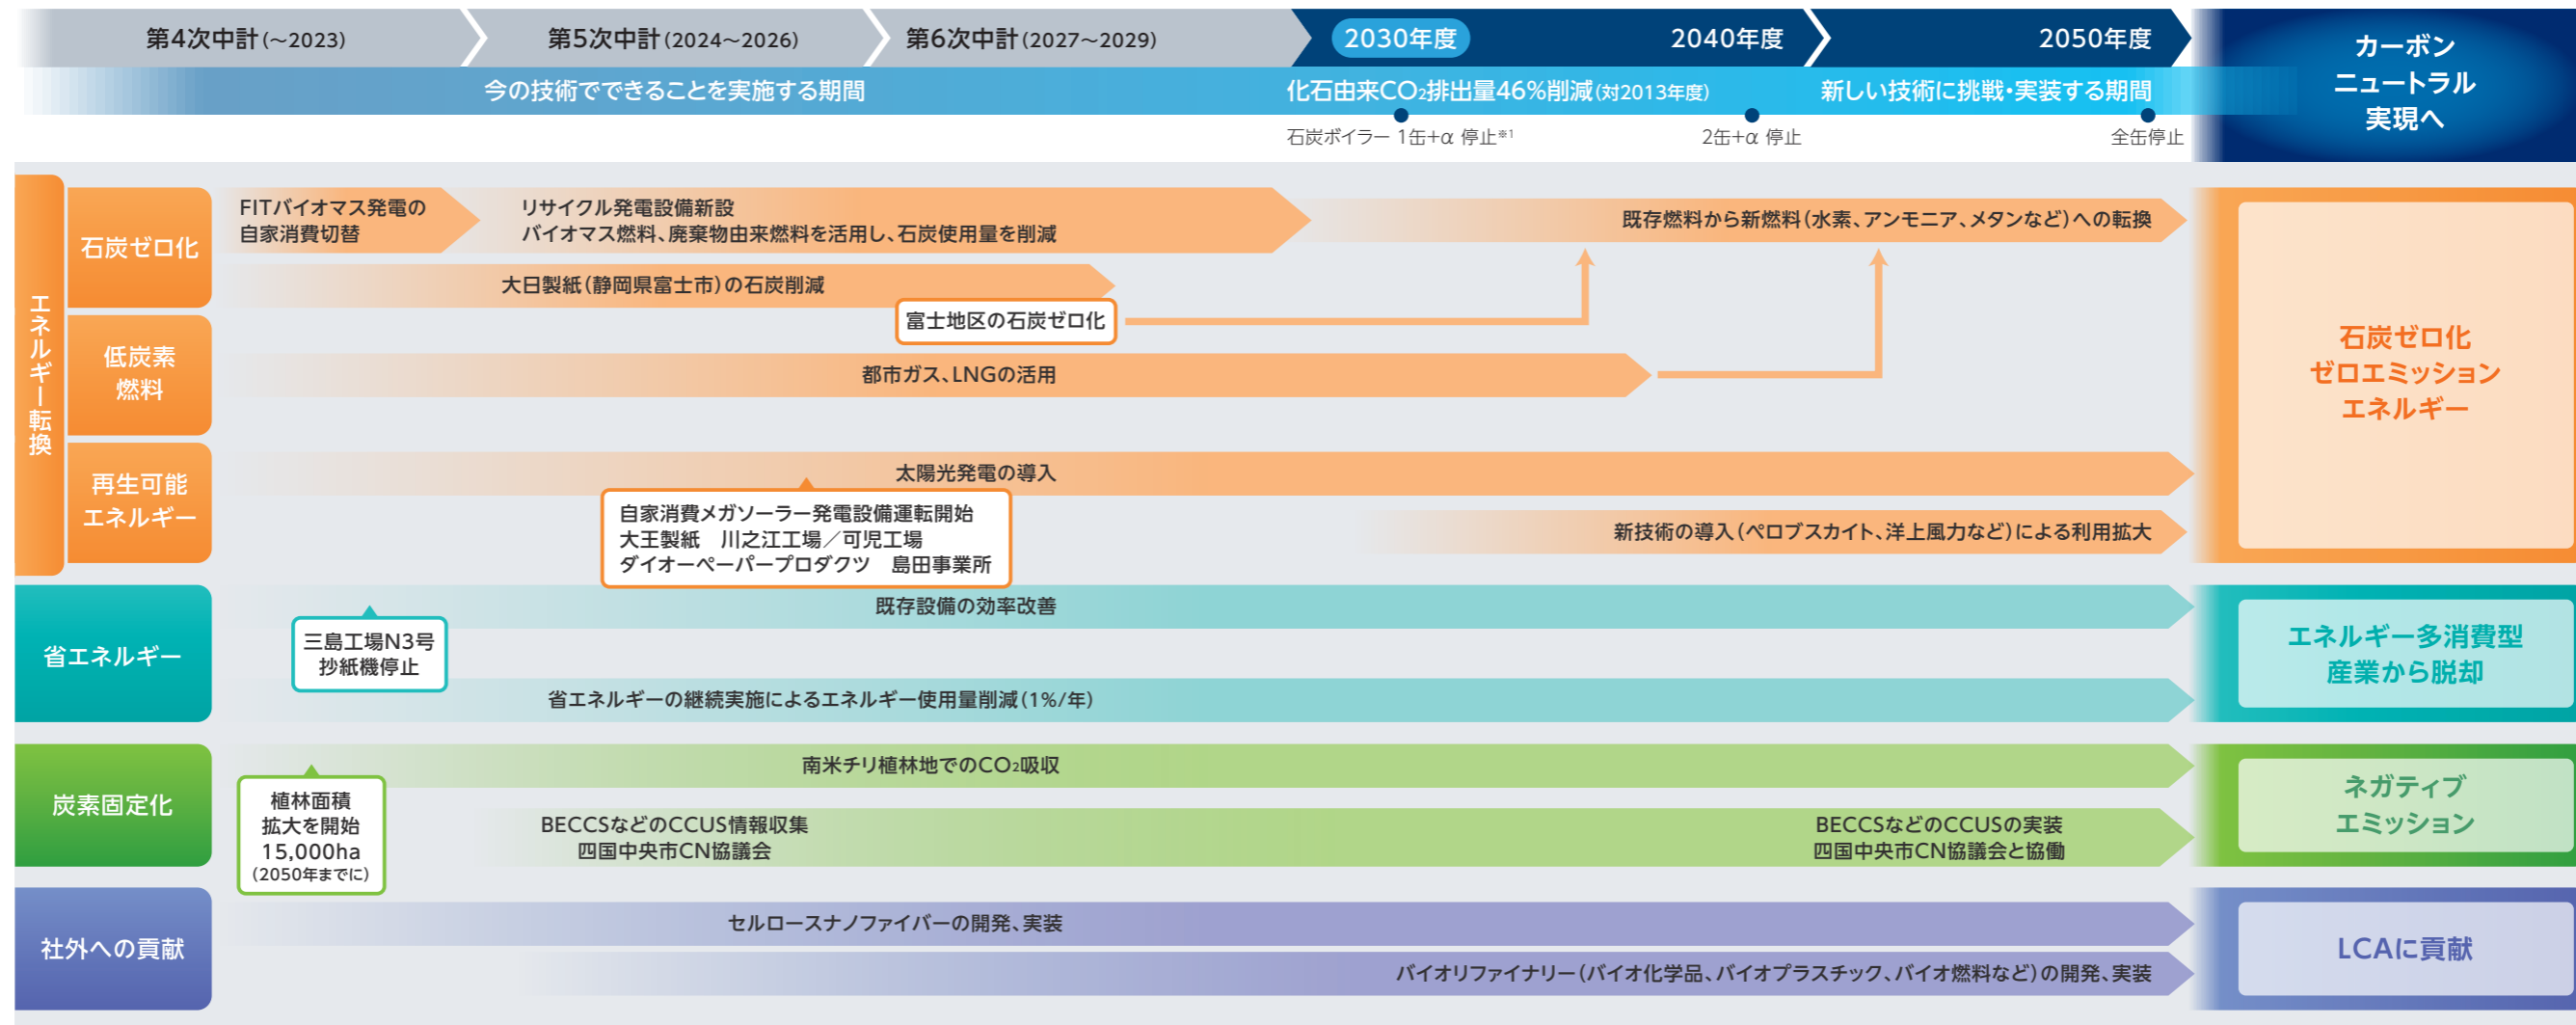 第4次中計(〜2023)
第5次中計(2024〜2026)
第6次中計(2027〜2029)
2030年度
2040年度
2050年度
カーボン
ニュートラル
実現へ
今の技術でできることを実施する期間
化石由来CO₂排出量46%削減(対2013年度)
新しい技術に挑戦・実装する期間
石炭ボイラー 1缶+α 停止※1
2缶+α 停止
全缶停止
エネルギー転換
石炭ゼロ化
FITバイオマス発電の
自家消費切替
リサイクル発電設備新設
バイオマス燃料、廃棄物由来燃料を活用し、石炭使用量を削減
既存燃料から新燃料(水素、アンモニア、メタンなど)への転換
大日製紙(静岡県富士市)の石炭削減
富士地区の石炭ゼロ化
低炭素
燃料
都市ガス、LNGの活用
再生可能
エネルギー
太陽光発電の導入
自家消費メガソーラー発電設備運転開始
大王製紙　川之江工場／可児工場
ダイオーペーパープロダクツ　島田事業所
新技術の導入(ペロブスカイト、洋上風力など)による利用拡大
石炭ゼロ化
ゼロエミッション
エネルギー
省エネルギー
既存設備の効率改善
三島工場N3号
抄紙機停止
省エネルギーの継続実施によるエネルギー使用量削減(1%/年)
エネルギー多消費型
産業から脱却
炭素固定化
南米チリ植林地でのCO₂吸収
植林面積
拡大を開始
15,000ha
(2050年までに)
BECCSなどのCCUS情報収集
四国中央市CN協議会
BECCSなどのCCUSの実装
四国中央市CN協議会と協働
ネガティブ
エミッション
社外への貢献
セルロースナノファイバーの開発、実装
バイオリファイナリー(バイオ化学品、バイオプラスチック、バイオ燃料など)の開発、実装
LCAに貢献